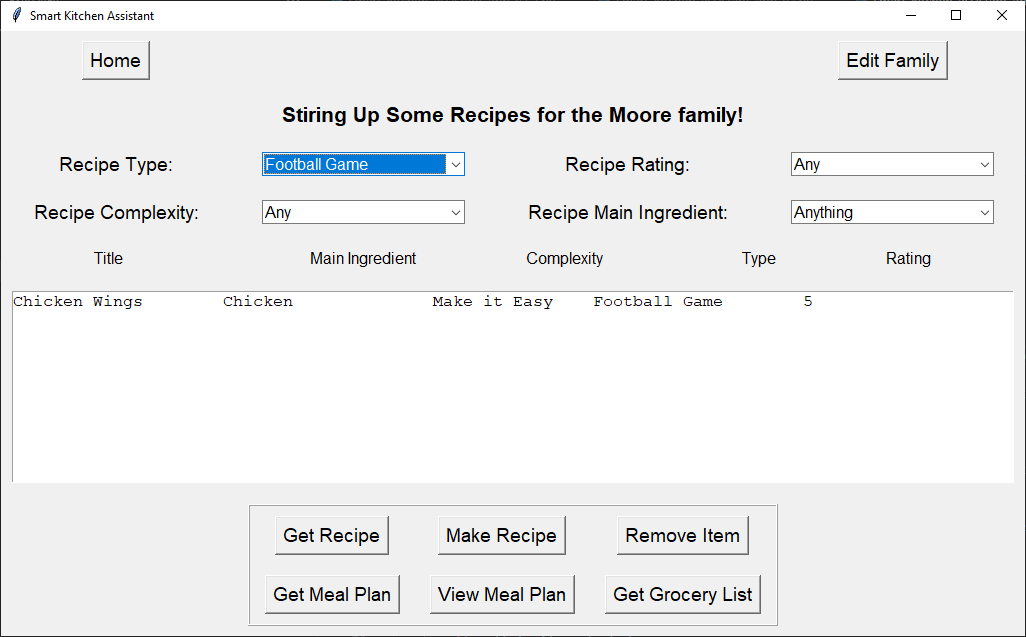 Smart Kitchen Assistant
Home Edit Family
Stiring Up Some Recipes for the Moore family!
Recipe Type: Football Game Recipe Rating: Any
Recipe Complexity: Any Recipe Main Ingredient: Anything
Title Main Ingredient Complexity Type Rating
Chicken Wings Chicken Make it Easy Football Game 5
Get Recipe Make Recipe Remove Item
Get Meal Plan View Meal Plan Get Grocery List